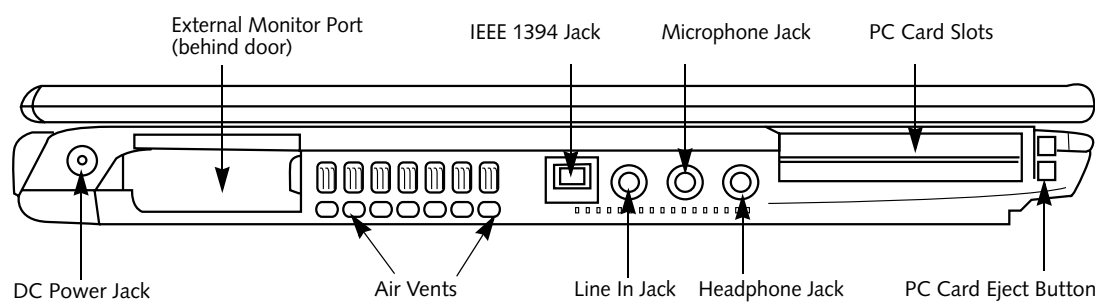 External Monitor Port
(behind door)
IEEE 1394 Jack
Microphone Jack
PC Card Slots
DC Power Jack
Air Vents
Line In Jack
Headphone Jack
PC Card Eject Button